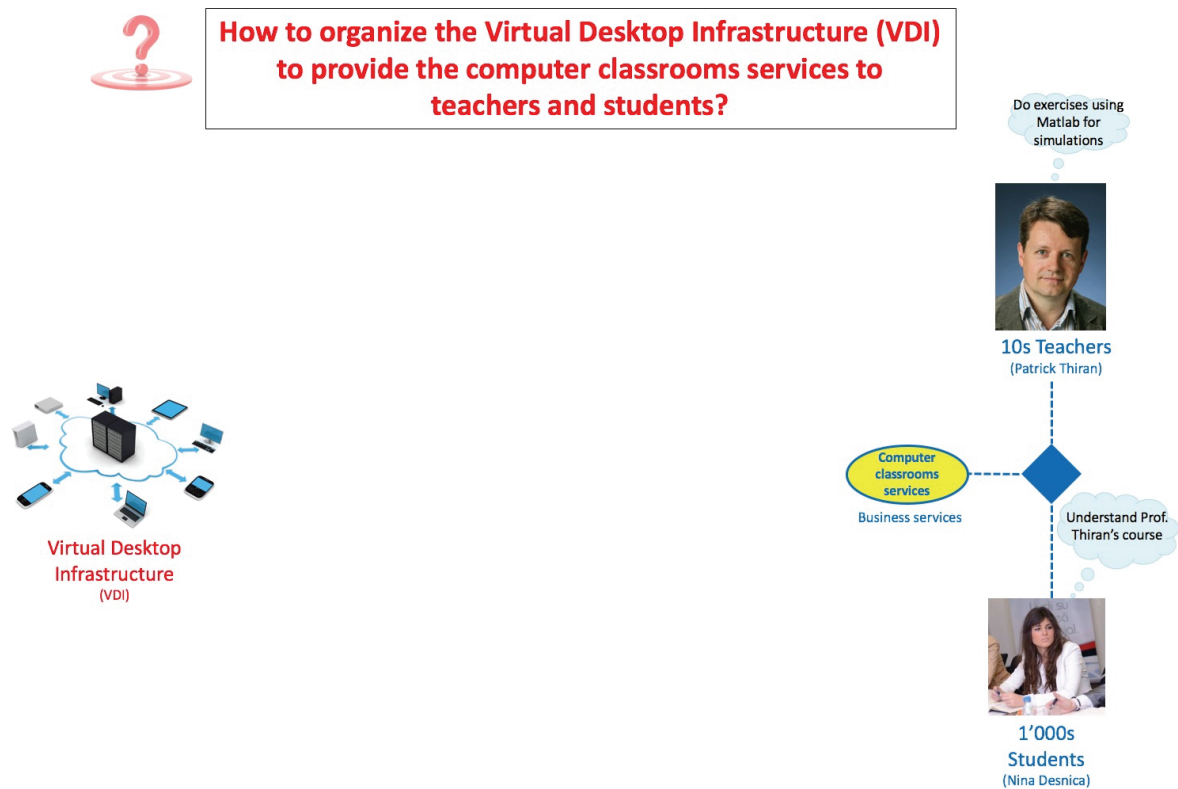 How to organize the Virtual Desktop Infrastructure (VDI)
to provide the computer classrooms services to
teachers and students?
Do exercises using
Matlab for
simulations
10s Teachers
(Patrick Thiran)
Computer
classrooms
services
Business services
Understand Prof.
Thiran's course
Virtual Desktop
Infrastructure
(VDI)
1'000s
Students
(Nina Desnica)